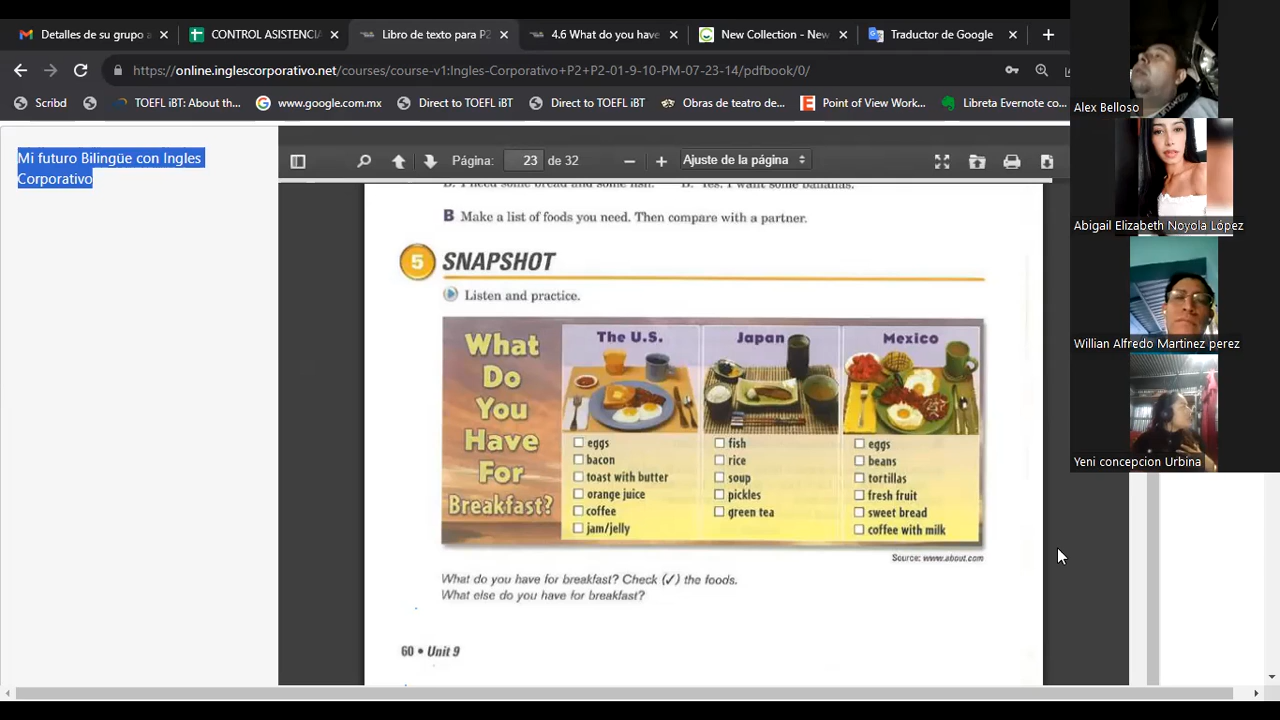 Detalles de su grupo a
CONTROL ASISTENCIA
Libro de texto para P2
4.6 What do you have
New Collection - New
Traductor de Google
https://online.inglescorporativo.net/courses/course-v1:Ingles-Corporativo+P2+P2-01-9-10-PM-07-23-14/pdfbook/0/
Scribd
TOEFL iBT: About th...
www.google.com.mx
Direct to TOEFL iBT
Direct to TOEFL iBT
Obras de teatro de...
Point of View Work...
Libreta Evernote co...
Mi futuro Bilingüe con Ingles
Corporativo
Página: 23 de 32
Ajuste de la página
B Make a list of foods you need. Then compare with a partner.
5 SNAPSHOT
Listen and practice.
What
Do
You
Have
For
Breakfast?
The U.S.
eggs
bacon
toast with butter
orange juice
coffee
jam/jelly
Japan
fish
rice
soup
pickles
green tea
Mexico
eggs
beans
tortillas
fresh fruit
sweet bread
coffee with milk
Source: www.about.com
What do you have for breakfast? Check (✓) the foods.
What else do you have for breakfast?
60 • Unit 9
Alex Belloso
Abigail Elizabeth Noyola López
Willian Alfredo Martinez perez
Yeni concepcion Urbina